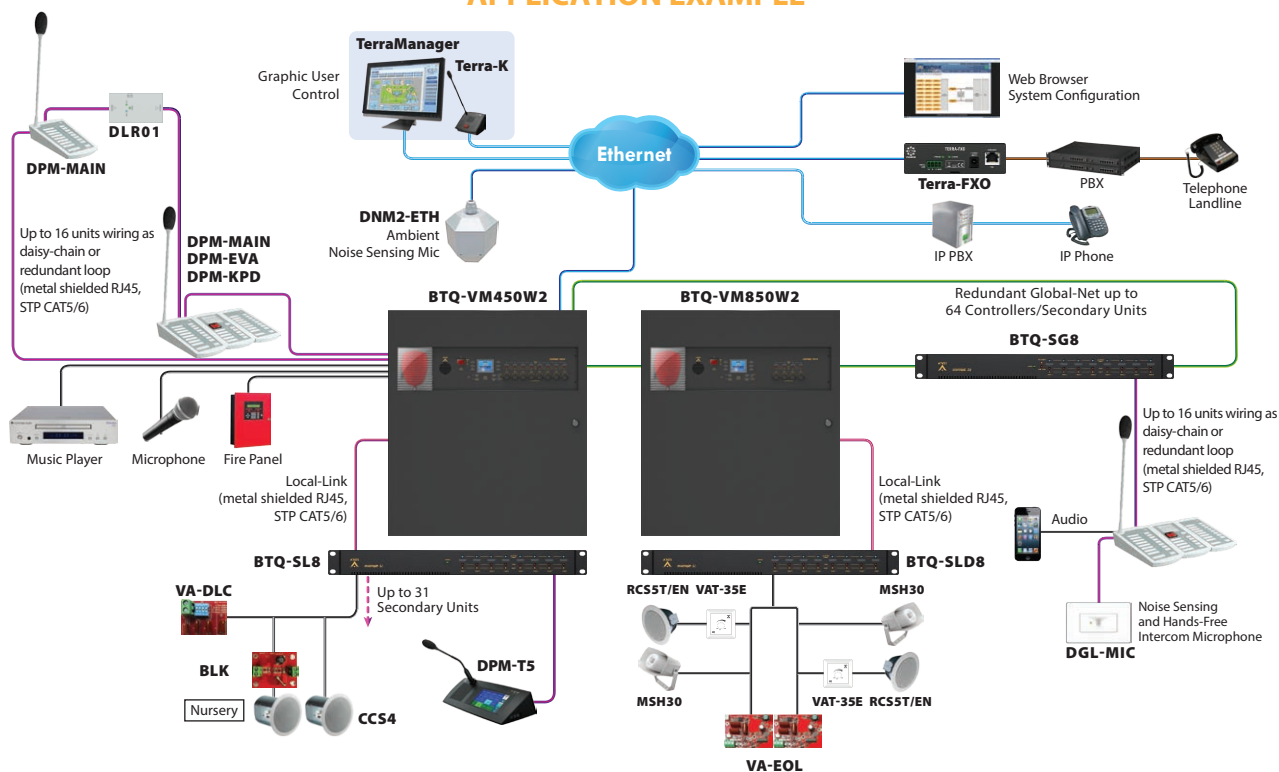 APPLICATION EXAMPLE
TerraManager
Terra-K
Graphic User
Control
Web Browser
System Configuration
DLR01
DPM-MAIN
Ethernet
TERRA-FXO
Terra-FXO
PBX
Telephone
Landline
DNM2-ETH
Ambient
Noise Sensing Mic
IP PBX
IP Phone
Up to 16 units wiring as
daisy-chain or
redundant loop
(metal shielded RJ45,
STP CAT5/6)
DPM-MAIN
DPM-EVA
DPM-KPD
BTQ-VM450W2
BTQ-VM850W2
Redundant Global-Net up to
64 Controllers/Secondary Units
BTQ-SG8
Music Player
Microphone
Fire Panel
Up to 16 units wiring as
daisy-chain or
redundant loop
(metal shielded RJ45,
STP CAT5/6)
Local-Link
(metal shielded RJ45,
STP CAT5/6)
Local-Link
(metal shielded RJ45,
STP CAT5/6)
Audio
BTQ-SL8
BTQ-SLD8
VA-DLC
Up to 31
Secondary Units
RCS5T/EN
VAT-35E
MSH30
Noise Sensing
and Hands-Free
Intercom Microphone
DGL-MIC
BLK
DPM-T5
Nursery
CCS4
MSH30
VAT-35E
RCS5T/EN
VA-EOL